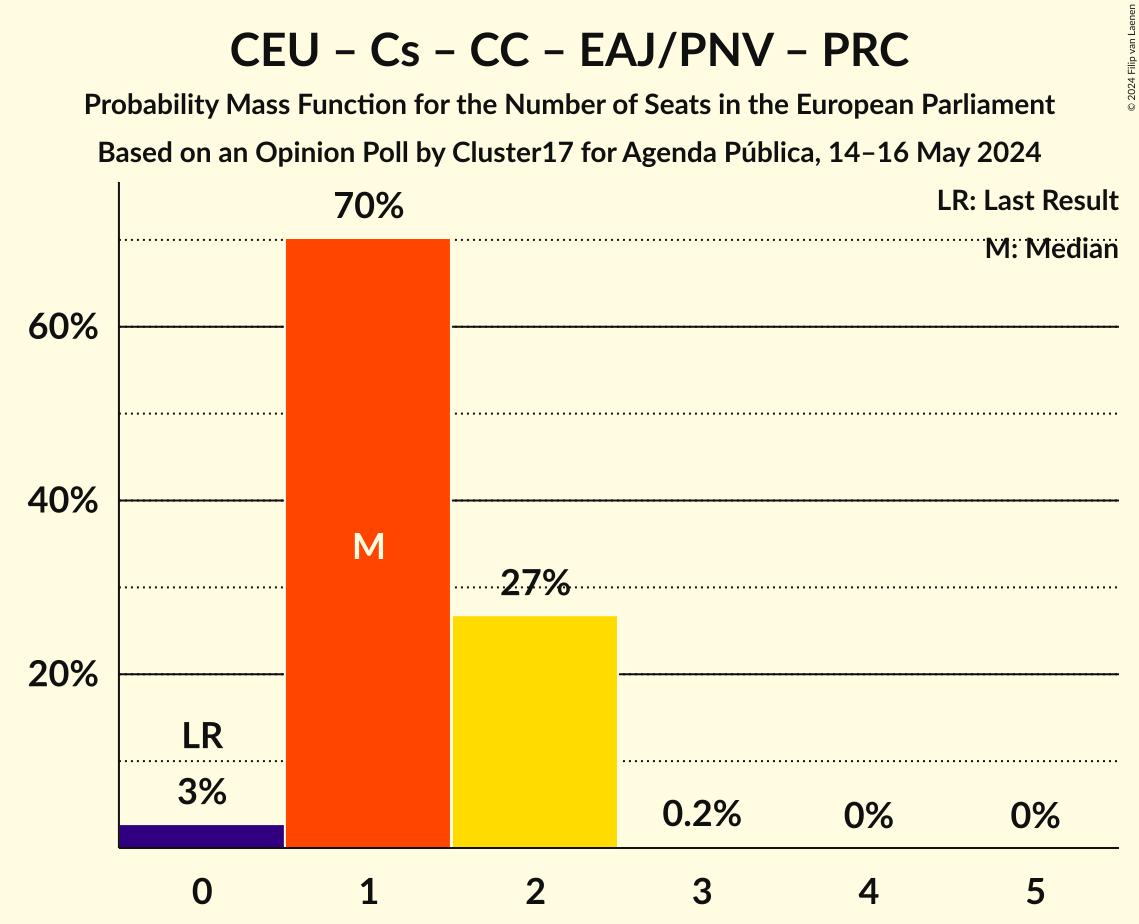 CEU – Cs – CC – EAJ/PNV – PRC
Probability Mass Function for the Number of Seats in the European Parliament
Based on an Opinion Poll by Cluster17 for Agenda Pública, 14–16 May 2024
© 2024 Filip van Laenen
LR: Last Result
M: Median
70%
60%
40%
20%
M
27%
LR
3%
0.2%
0%
0%
0
1
2
3
4
5